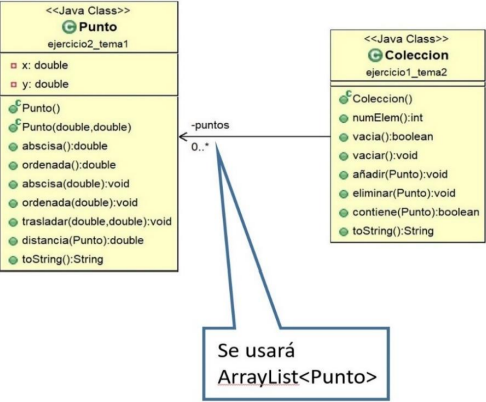 <<Java Class>>
C Punto
ejercicio2_tema1
x: double
y: double
C Punto()
C Punto(double,double)
abscisa():double
ordenada():double
abscisa(double):void
ordenada(double):void
trasladar(double,double):void
distancia(Punto):double
toString():String
-puntos
0..*
<<Java Class>>
C Coleccion
ejercicio1_tema2
C Coleccion()
numElem():int
vacia():boolean
vaciar():void
añadir(Punto):void
eliminar(Punto):void
contiene(Punto):boolean
toString():String
Se usará
ArrayList<Punto>